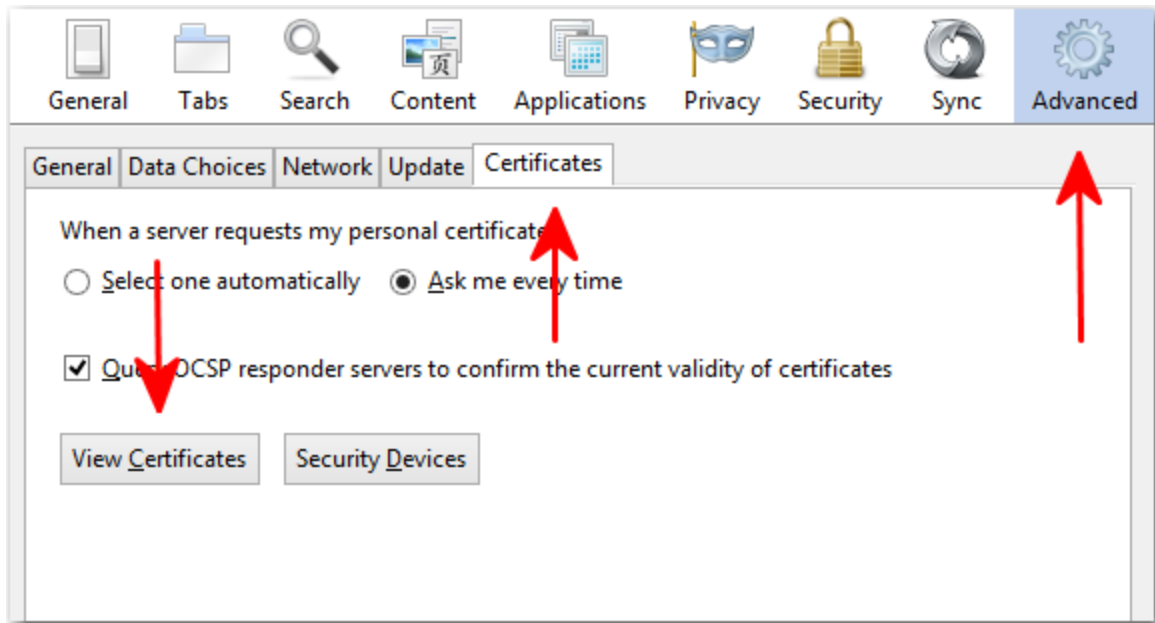 页
General Tabs Search Content Applications Privacy Security Sync Advanced
General Data Choices Network Update Certificates
When a server requests my personal certificate
Select one automatically Ask me every time
OCSP responder servers to confirm the current validity of certificates
View Certificates Security Devices